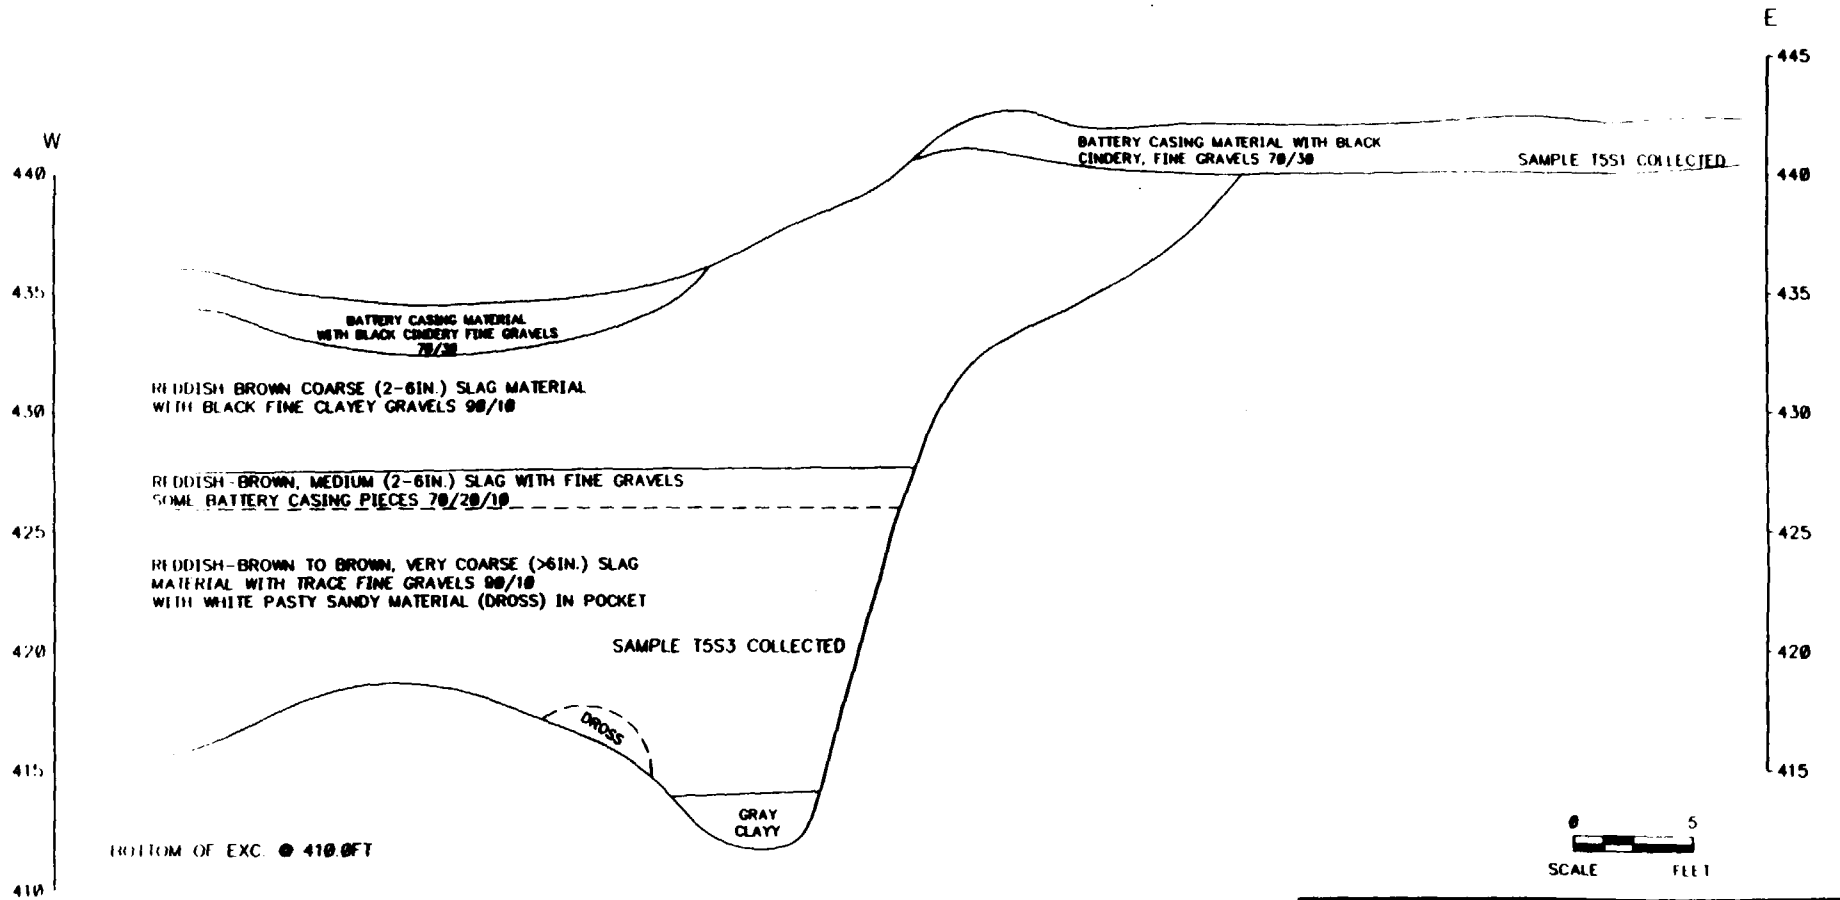 E
445
W
BATTERY CASING MATERIAL WITH BLACK
CINDERY, FINE GRAVELS 70/30
SAMPLE T5S1 COLLECTED
440
440
435
435
BATTERY CASING MATERIAL
WITH BLACK CINDERY FINE GRAVELS
70/30
REDDISH BROWN COARSE (2-6IN.) SLAG MATERIAL
WITH BLACK FINE CLAYEY GRAVELS 90/10
430
430
REDDISH-BROWN, MEDIUM (2-6IN.) SLAG WITH FINE GRAVELS
SOME BATTERY CASING PIECES 70/20/10
425
425
REDDISH-BROWN TO BROWN, VERY COARSE (>6IN.) SLAG
MATERIAL WITH TRACE FINE GRAVELS 90/10
WITH WHITE PASTY SANDY MATERIAL (DROSS) IN POCKET
SAMPLE T5S3 COLLECTED
420
420
DROSS
415
415
GRAY
CLAYY
BOTTOM OF EXC. @ 410.0FT
0 5
SCALE FEET
410